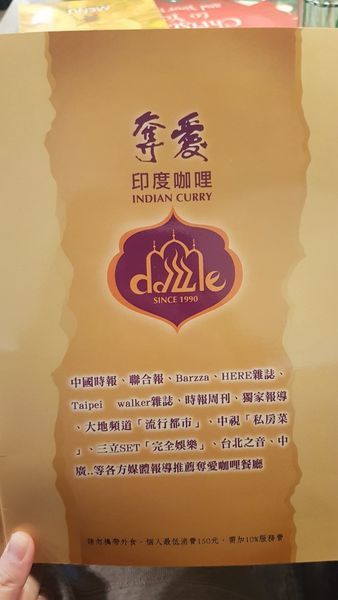 MENU
奪愛
印度咖哩
INDIAN CURRY
dazzle
SINCE 1990
中國時報、聯合報、Barzza、HERE雜誌、
Taipei walker雜誌、時報周刊、獨家報導
、大地頻道「流行都市」、中視「私房菜
」、三立SET「完全娛樂」、台北之音、中
廣..等各方媒體報導推薦奪愛咖哩餐廳
請勿攜帶外食。個人最低消費150元，需加10%服務費